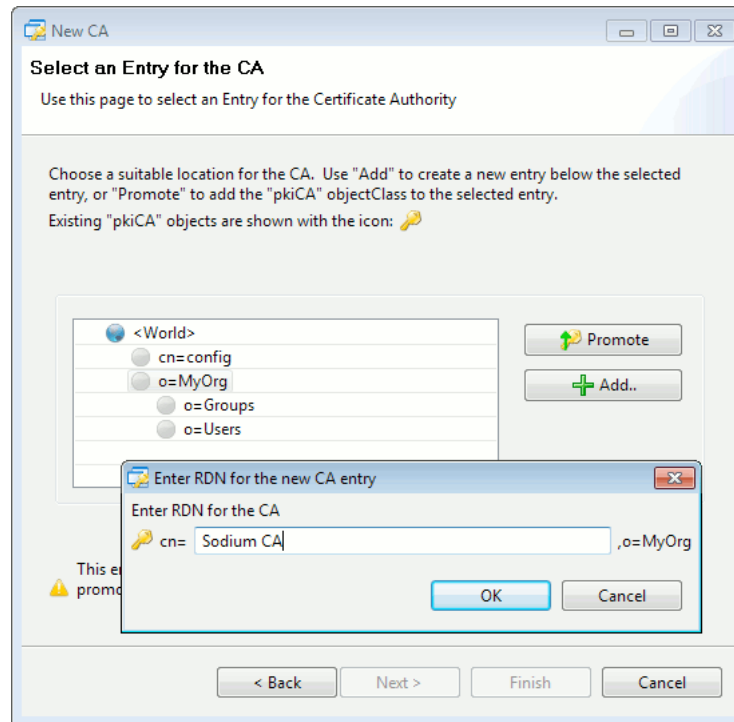 New CA
Select an Entry for the CA
Use this page to select an Entry for the Certificate Authority
Choose a suitable location for the CA.  Use "Add" to create a new entry below the selected
entry, or "Promote" to add the "pkiCA" objectClass to the selected entry.
Existing "pkiCA" objects are shown with the icon:
<World>
cn=config
o=MyOrg
o=Groups
o=Users
Promote
Add..
Enter RDN for the new CA entry
Enter RDN for the CA
cn= Sodium CA ,o=MyOrg
OK Cancel
This
< Back Next > Finish Cancel